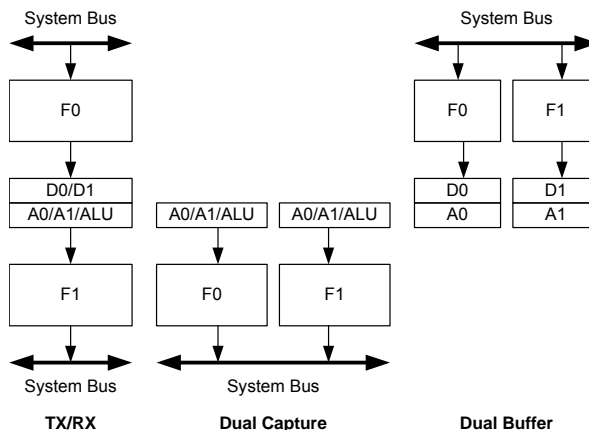 System Bus
F0
D0/D1
A0/A1/ALU
F1
System Bus
TX/RX
A0/A1/ALU
A0/A1/ALU
F0
F1
System Bus
Dual Capture
System Bus
F0
F1
D0
D1
A0
A1
Dual Buffer